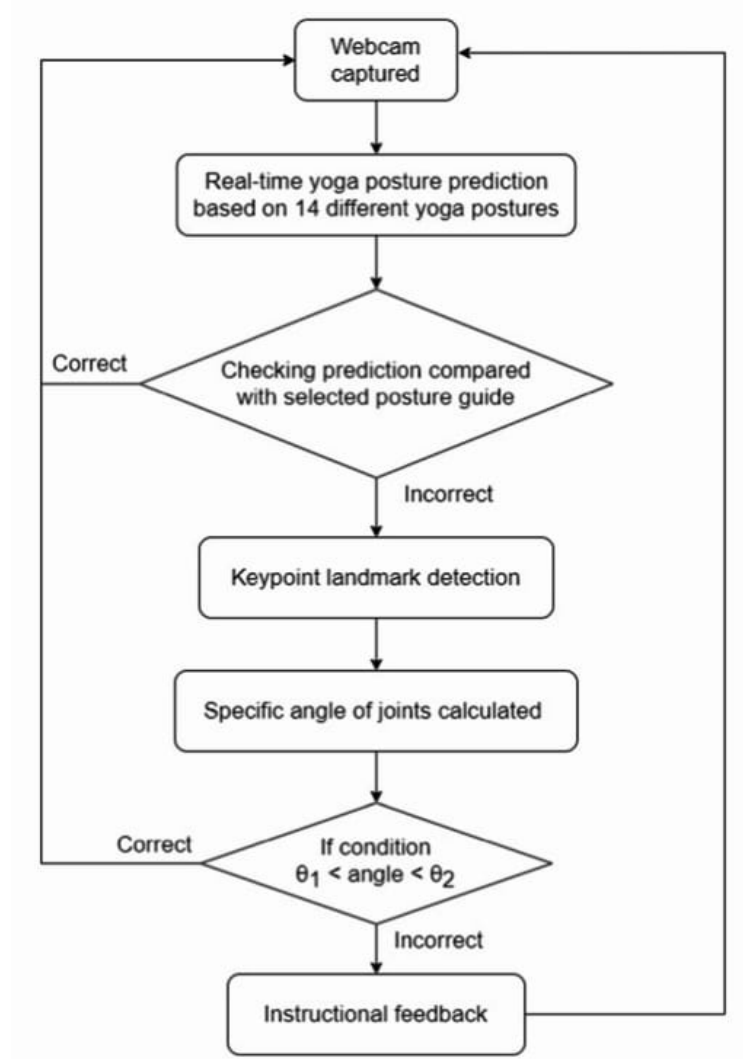 Webcam
captured
Real-time yoga posture prediction
based on 14 different yoga postures
Correct
Checking prediction compared
with selected posture guide
Incorrect
Keypoint landmark detection
Specific angle of joints calculated
Correct
If condition
θ₁ < angle < θ₂
Incorrect
Instructional feedback